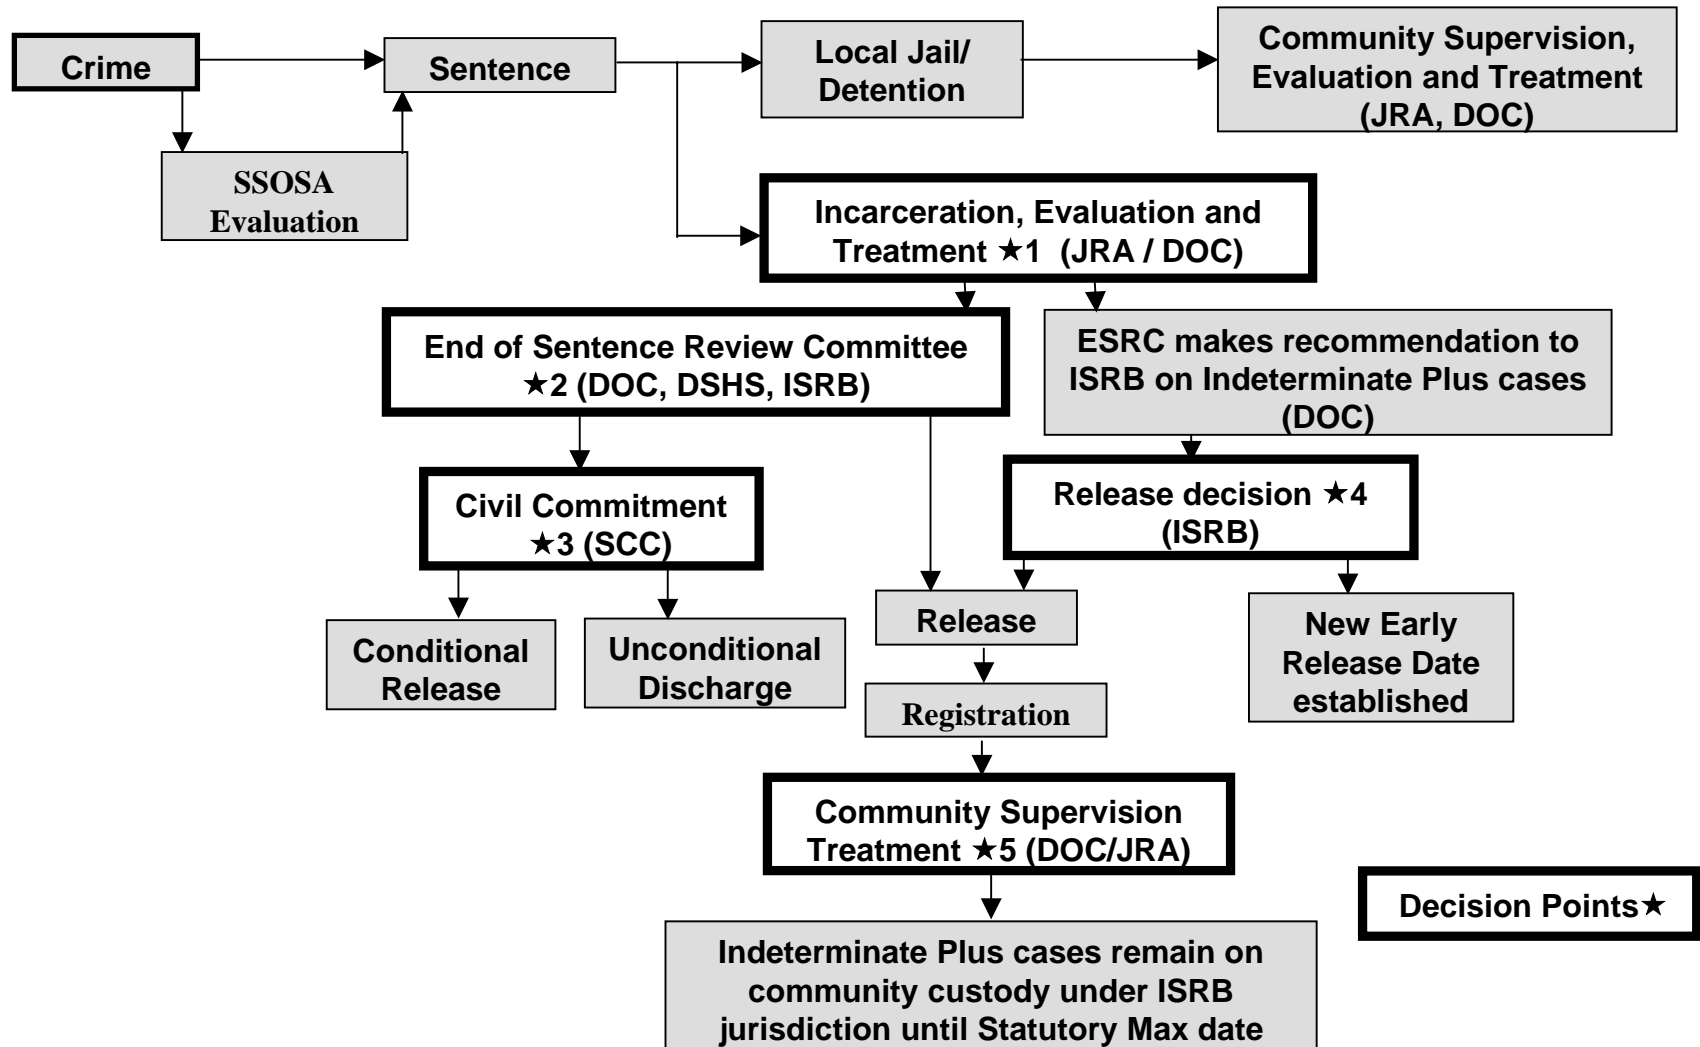 Crime
Sentence
Local Jail/
Detention
Community Supervision,
Evaluation and Treatment
(JRA, DOC)
SSOSA
Evaluation
Incarceration, Evaluation and
Treatment ★1 (JRA / DOC)
End of Sentence Review Committee
★2 (DOC, DSHS, ISRB)
ESRC makes recommendation to
ISRB on Indeterminate Plus cases
(DOC)
Civil Commitment
★3 (SCC)
Release decision ★4
(ISRB)
Conditional
Release
Unconditional
Discharge
Release
New Early
Release Date
established
Registration
Community Supervision
Treatment ★5 (DOC/JRA)
Decision Points★
Indeterminate Plus cases remain on
community custody under ISRB
jurisdiction until Statutory Max date